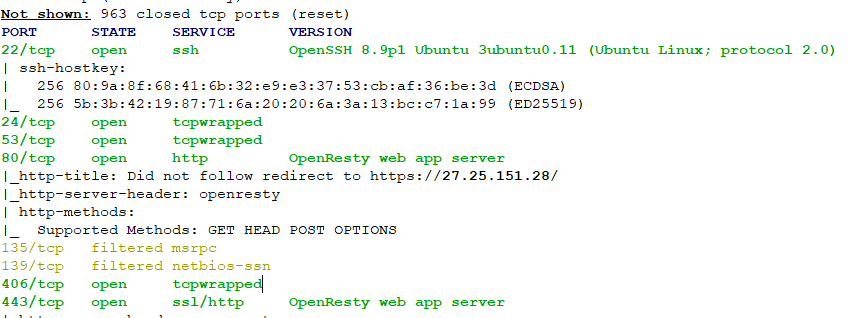 Not shown: 963 closed tcp ports (reset)
PORT STATE SERVICE VERSION
22/tcp open ssh OpenSSH 8.9p1 Ubuntu 3ubuntu0.11 (Ubuntu Linux; protocol 2.0)
| ssh-hostkey:
| 256 80:9a:8f:68:41:6b:32:e9:e3:37:53:cb:af:36:be:3d (ECDSA)
|_ 256 5b:3b:42:19:87:71:6a:20:20:6a:3a:13:bc:c7:1a:99 (ED25519)
24/tcp open tcpwrapped
53/tcp open tcpwrapped
80/tcp open http OpenResty web app server
|_http-title: Did not follow redirect to https://27.25.151.28/
|_http-server-header: openresty
| http-methods:
|_ Supported Methods: GET HEAD POST OPTIONS
135/tcp filtered msrpc
139/tcp filtered netbios-ssn
406/tcp open tcpwrapped
443/tcp open ssl/http OpenResty web app server